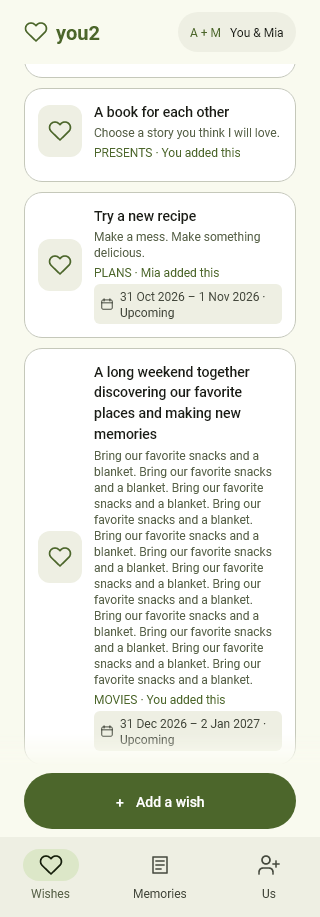 you2
A + M You & Mia
A book for each other
Choose a story you think I will love.
PRESENTS · You added this
Try a new recipe
Make a mess. Make something
delicious.
PLANS · Mia added this
31 Oct 2026 – 1 Nov 2026 ·
Upcoming
A long weekend together
discovering our favorite
places and making new
memories
Bring our favorite snacks and a
blanket. Bring our favorite snacks
and a blanket. Bring our favorite
snacks and a blanket. Bring our
favorite snacks and a blanket.
Bring our favorite snacks and a
blanket. Bring our favorite snacks
and a blanket. Bring our favorite
snacks and a blanket. Bring our
favorite snacks and a blanket.
Bring our favorite snacks and a
blanket. Bring our favorite snacks
and a blanket. Bring our favorite
snacks and a blanket. Bring our
favorite snacks and a blanket.
MOVIES · You added this
31 Dec 2026 – 2 Jan 2027 ·
Upcoming
+ Add a wish
Wishes Memories Us